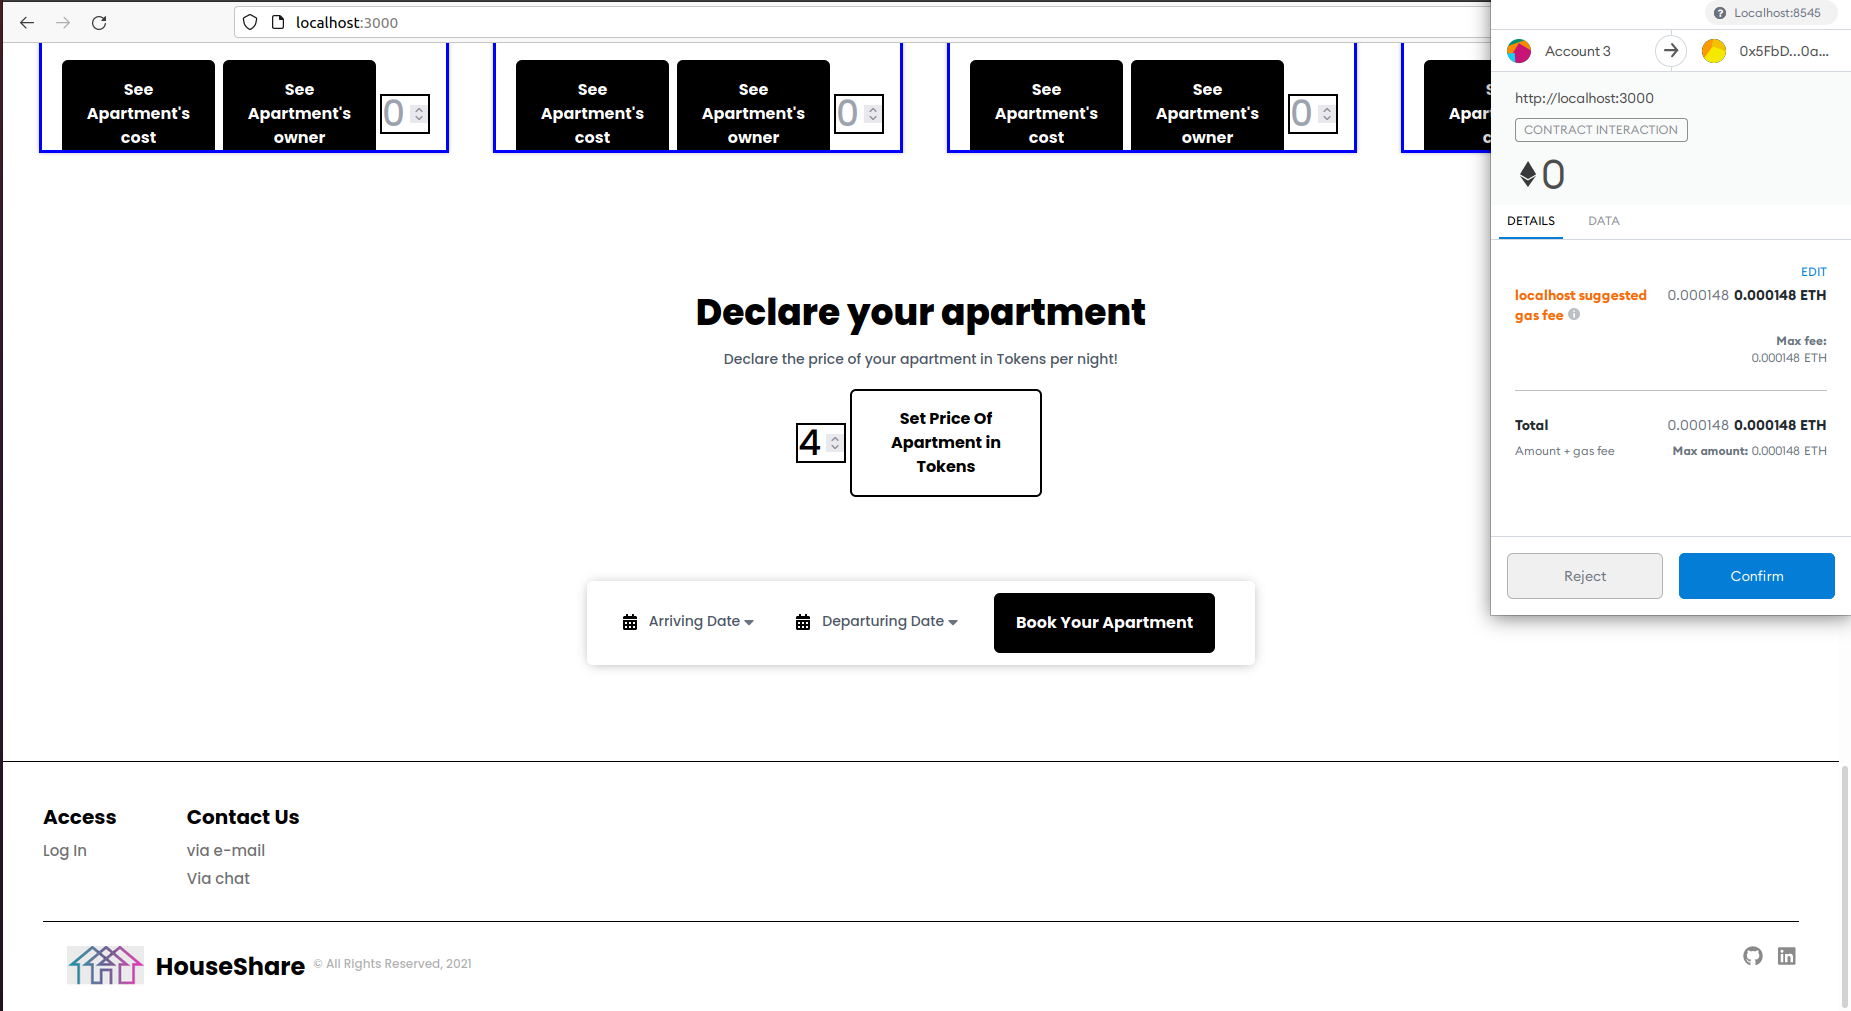 localhost:3000
Localhost:8545
Account 3
0x5FbD...0a...
See Apartment's cost
See Apartment's owner
0
See Apartment's cost
See Apartment's owner
0
See Apartment's cost
See Apartment's owner
0
http://localhost:3000
CONTRACT INTERACTION
0
DETAILS
DATA
EDIT
localhost suggested gas fee
0.000148 0.000148 ETH
Max fee:
0.000148 ETH
Total
0.000148 0.000148 ETH
Amount + gas fee
Max amount: 0.000148 ETH
Reject
Confirm
Declare your apartment
Declare the price of your apartment in Tokens per night!
4
Set Price Of
Apartment in
Tokens
Arriving Date
Departuring Date
Book Your Apartment
Access
Contact Us
Log In
via e-mail
Via chat
HouseShare
© All Rights Reserved, 2021